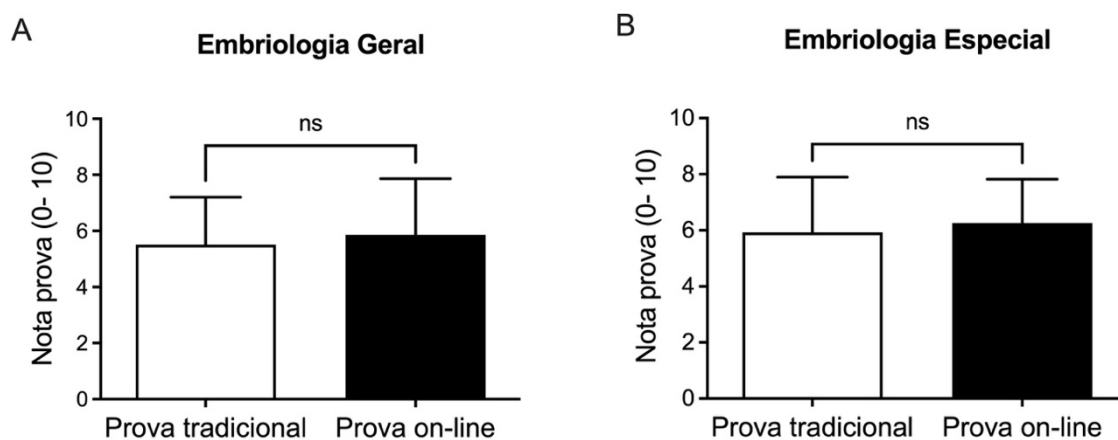 A
Embriologia Geral
ns
Nota prova (0- 10)
10
8
6
4
2
0
Prova tradicional
Prova on-line
B
Embriologia Especial
ns
Nota prova (0- 10)
10
8
6
4
2
0
Prova tradicional
Prova on-line